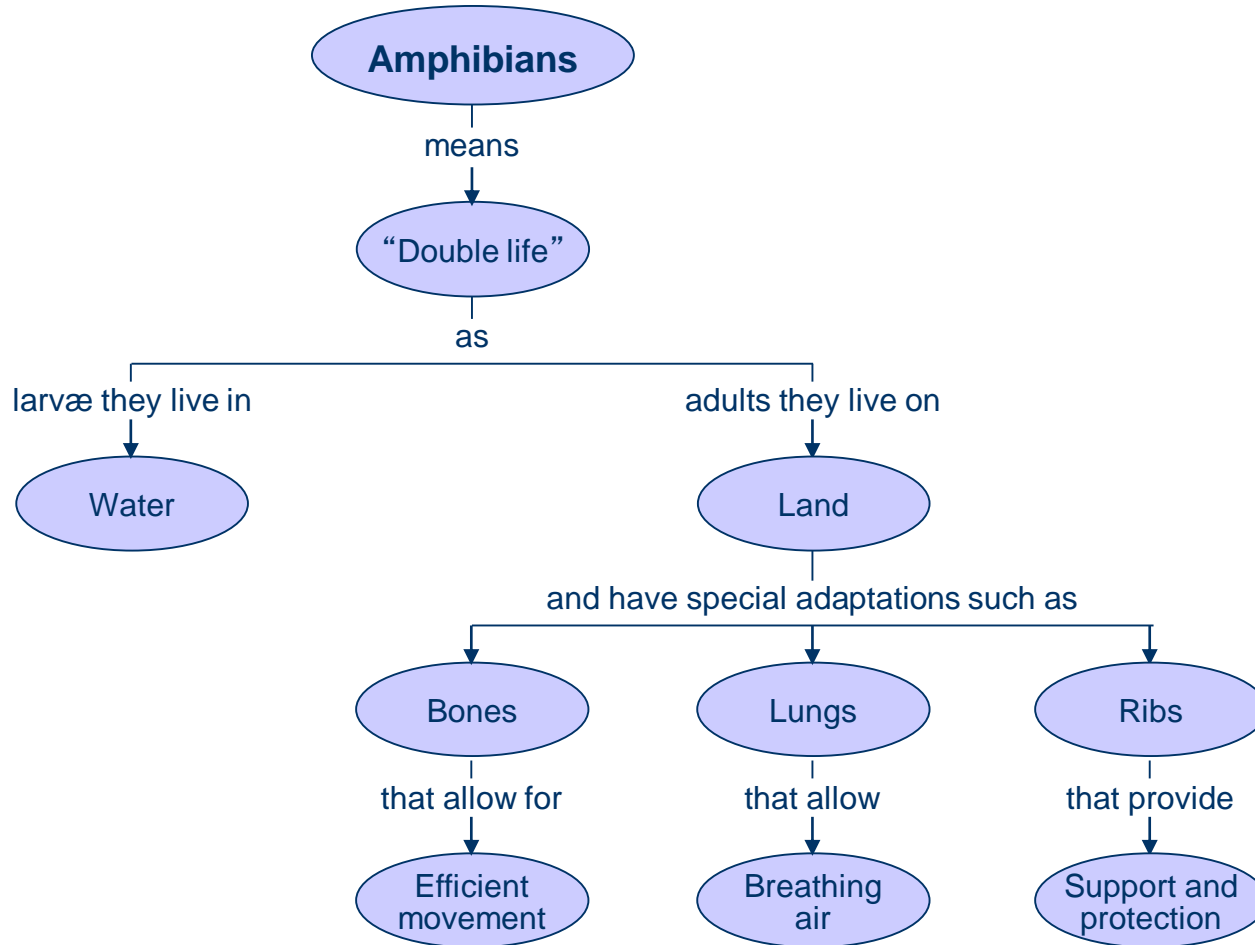 Amphibians
means
“Double life”
as
larvæ they live in
adults they live on
Water
Land
and have special adaptations such as
Bones
Lungs
Ribs
that allow for
that allow
that provide
Efficient
movement
Breathing
air
Support and
protection